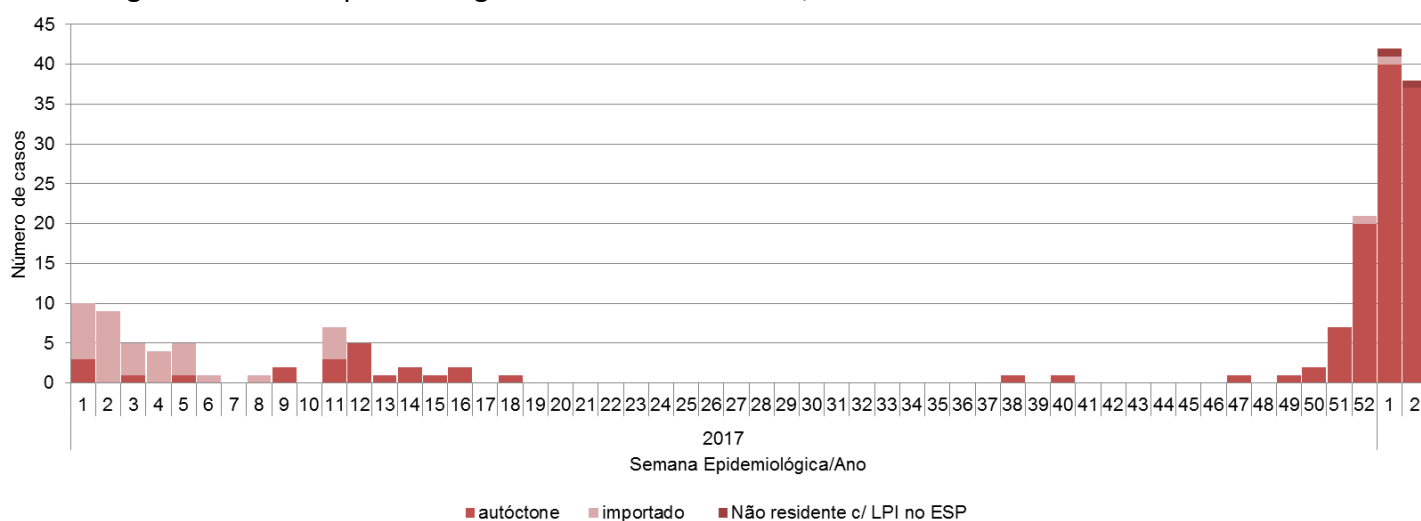 45
40
35
30
25
20
15
10
5
0
Número de casos
1 2 3 4 5 6 7 8 9 10 11 12 13 14 15 16 17 18 19 20 21 22 23 24 25 26 27 28 29 30 31 32 33 34 35 36 37 38 39 40 41 42 43 44 45 46 47 48 49 50 51 52 1 2
2017
Semana Epidemiológica/Ano
autóctone importado Não residente c/ LPI no ESP